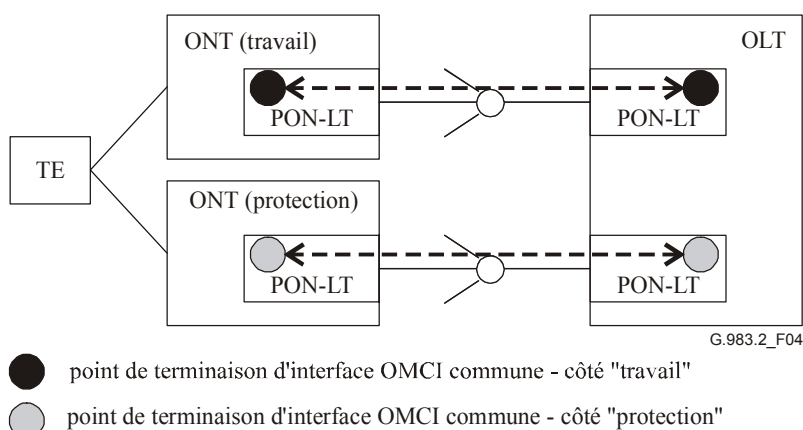 ONT (travail)
OLT
PON-LT
PON-LT
TE
ONT (protection)
PON-LT
PON-LT
G.983.2_F04
point de terminaison d'interface OMCI commune - côté "travail"
point de terminaison d'interface OMCI commune - côté "protection"